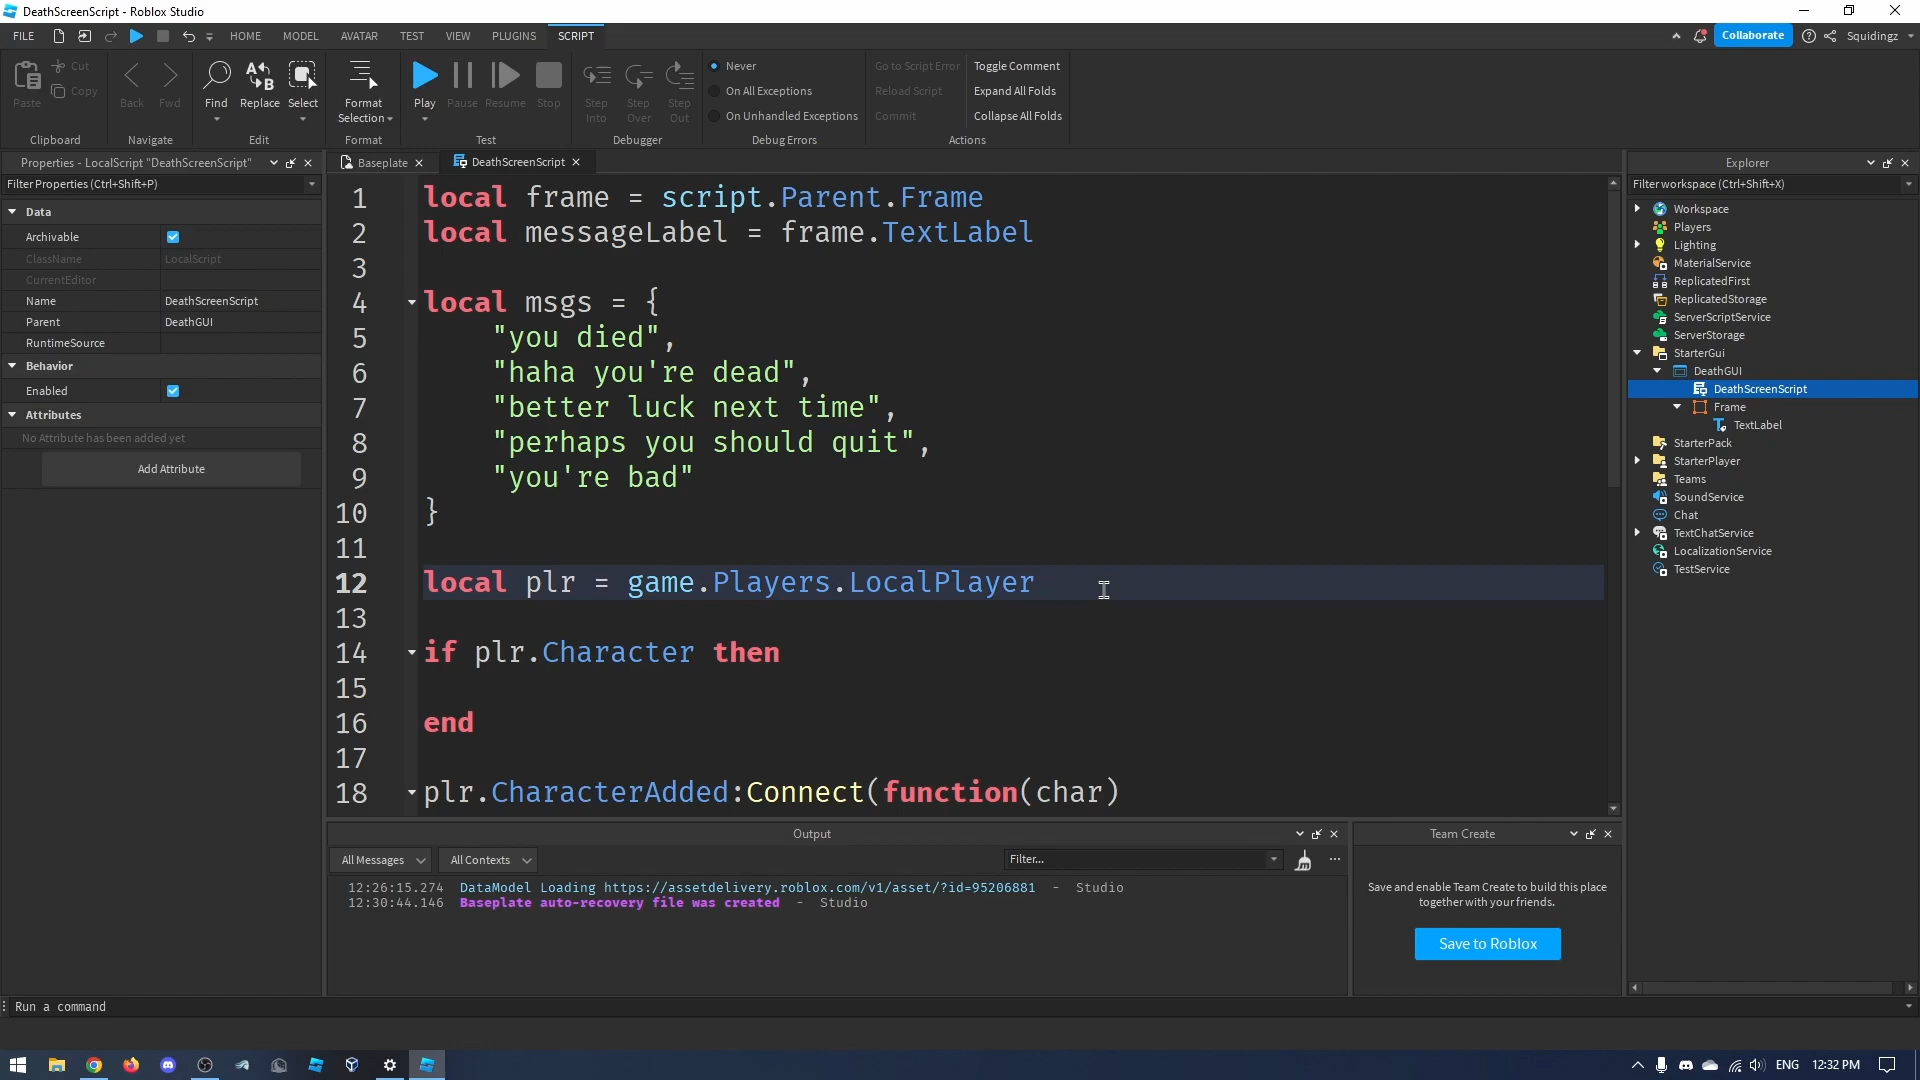 DeathScreenScript - Roblox Studio
FILE HOME MODEL AVATAR TEST VIEW PLUGINS SCRIPT Collaborate Squidingz
Paste Cut Copy
Clipboard
Back Fwd
Navigate
Find Replace Select
Edit
Format Selection
Format
Play Pause Resume Stop
Test
Step Into Step Over Step Out
Debugger
Never
On All Exceptions
On Unhandled Exceptions
Debug Errors
Go to Script Error Toggle Comment
Reload Script Expand All Folds
Commit Collapse All Folds
Actions
Properties - LocalScript "DeathScreenScript"
Filter Properties (Ctrl+Shift+P)
Data
Archivable
ClassName LocalScript
CurrentEditor
Name DeathScreenScript
Parent DeathGUI
RuntimeSource
Behavior
Enabled
Attributes
No Attribute has been added yet
Add Attribute
Baseplate DeathScreenScript
1 local frame = script.Parent.Frame
2 local messageLabel = frame.TextLabel
3
4 local msgs = {
5 "you died",
6 "haha you're dead",
7 "better luck next time",
8 "perhaps you should quit",
9 "you're bad"
10 }
11
12 local plr = game.Players.LocalPlayer
13
14 if plr.Character then
15
16 end
17
18 plr.CharacterAdded:Connect(function(char)
Output
All Messages All Contexts Filter...
12:26:15.274 DataModel Loading https://assetdelivery.roblox.com/v1/asset/?id=95206881 - Studio
12:30:44.146 Baseplate auto-recovery file was created - Studio
Team Create
Save and enable Team Create to build this place
together with your friends.
Save to Roblox
Explorer
Filter workspace (Ctrl+Shift+X)
Workspace
Players
Lighting
MaterialService
ReplicatedFirst
ReplicatedStorage
ServerScriptService
ServerStorage
StarterGui
DeathGUI
DeathScreenScript
Frame
TextLabel
StarterPack
StarterPlayer
Teams
SoundService
Chat
TextChatService
LocalizationService
TestService
Run a command
ENG 12:32 PM